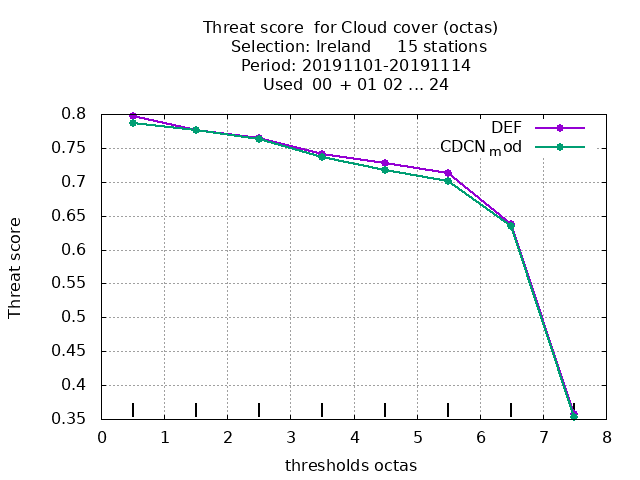 Threat score  for Cloud cover (octas)
Selection: Ireland     15 stations
Period: 20191101-20191114
Used  00 + 01 02 ... 24
DEF
CDCN_mod
Threat score
0.8
0.75
0.7
0.65
0.6
0.55
0.5
0.45
0.4
0.35
0 1 2 3 4 5 6 7 8
thresholds octas